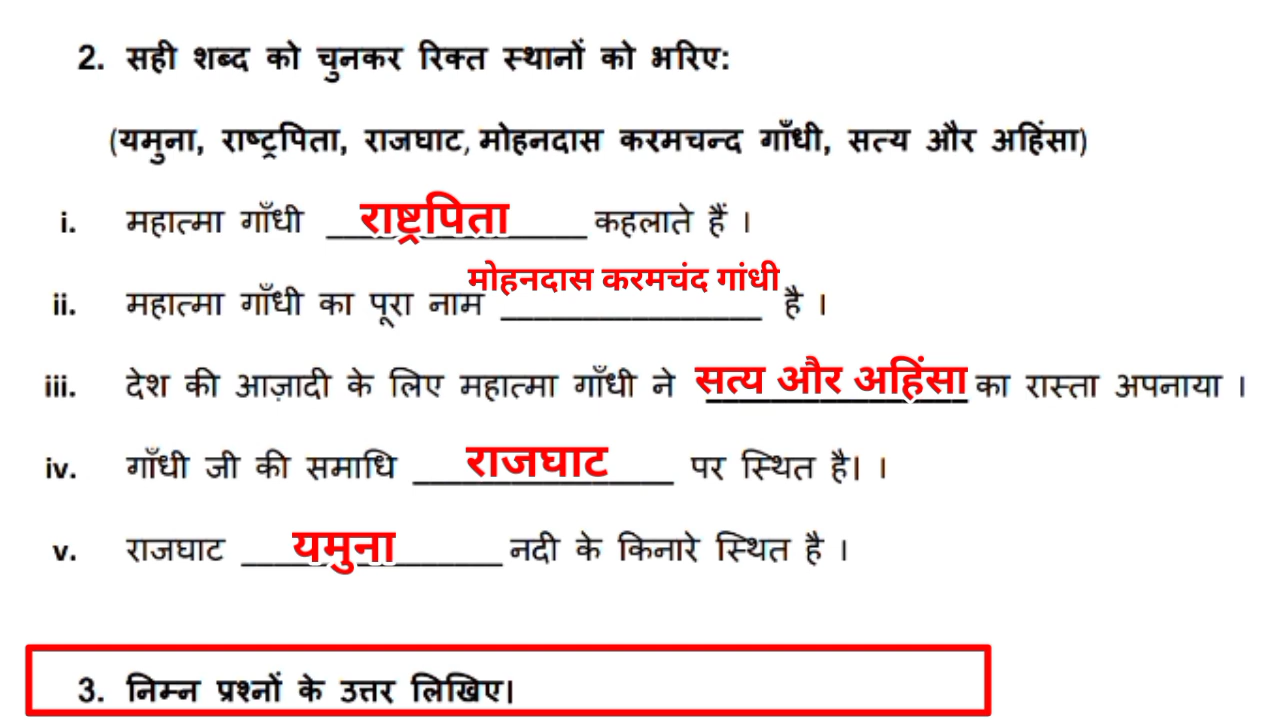 2. सही शब्द को चुनकर रिक्त स्थानों को भरिए:
(यमुना, राष्ट्रपिता, राजघाट, मोहनदास करमचन्द गाँधी, सत्य और अहिंसा)
i. महात्मा गाँधी राष्ट्रपिता कहलाते हैं ।
ii. महात्मा गाँधी का पूरा नाम मोहनदास करमचंद गांधी है ।
iii. देश की आज़ादी के लिए महात्मा गाँधी ने सत्य और अहिंसा का रास्ता अपनाया ।
iv. गाँधी जी की समाधि राजघाट पर स्थित है। ।
v. राजघाट यमुना नदी के किनारे स्थित है ।
3. निम्न प्रश्नों के उत्तर लिखिए।